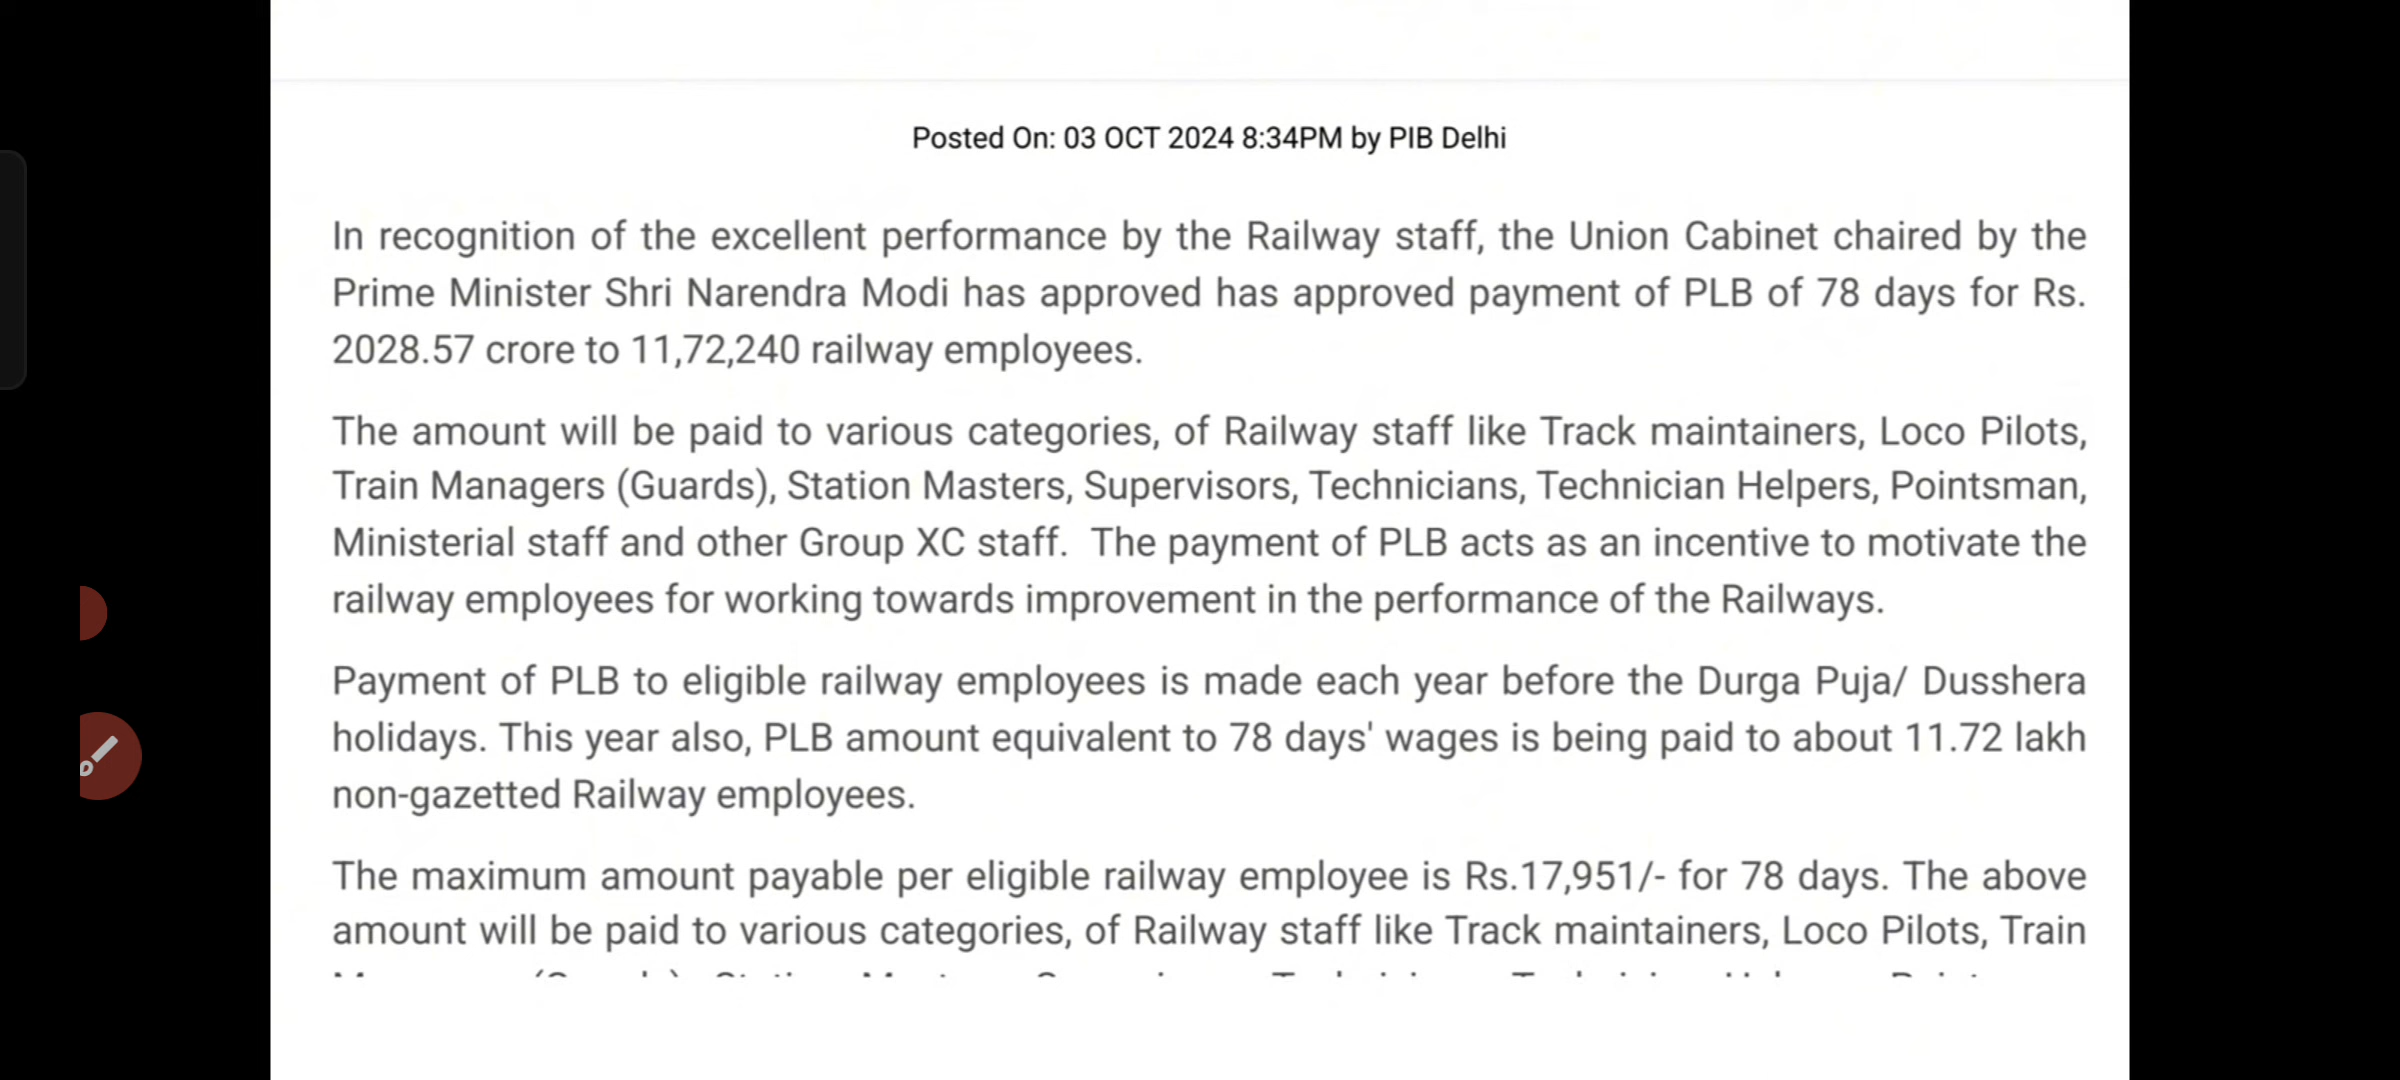 Posted On: 03 OCT 2024 8:34PM by PIB Delhi
In recognition of the excellent performance by the Railway staff, the Union Cabinet chaired by the
Prime Minister Shri Narendra Modi has approved has approved payment of PLB of 78 days for Rs.
2028.57 crore to 11,72,240 railway employees.
The amount will be paid to various categories, of Railway staff like Track maintainers, Loco Pilots,
Train Managers (Guards), Station Masters, Supervisors, Technicians, Technician Helpers, Pointsman,
Ministerial staff and other Group XC staff.  The payment of PLB acts as an incentive to motivate the
railway employees for working towards improvement in the performance of the Railways.
Payment of PLB to eligible railway employees is made each year before the Durga Puja/ Dusshera
holidays. This year also, PLB amount equivalent to 78 days' wages is being paid to about 11.72 lakh
non-gazetted Railway employees.
The maximum amount payable per eligible railway employee is Rs.17,951/- for 78 days. The above
amount will be paid to various categories, of Railway staff like Track maintainers, Loco Pilots, Train